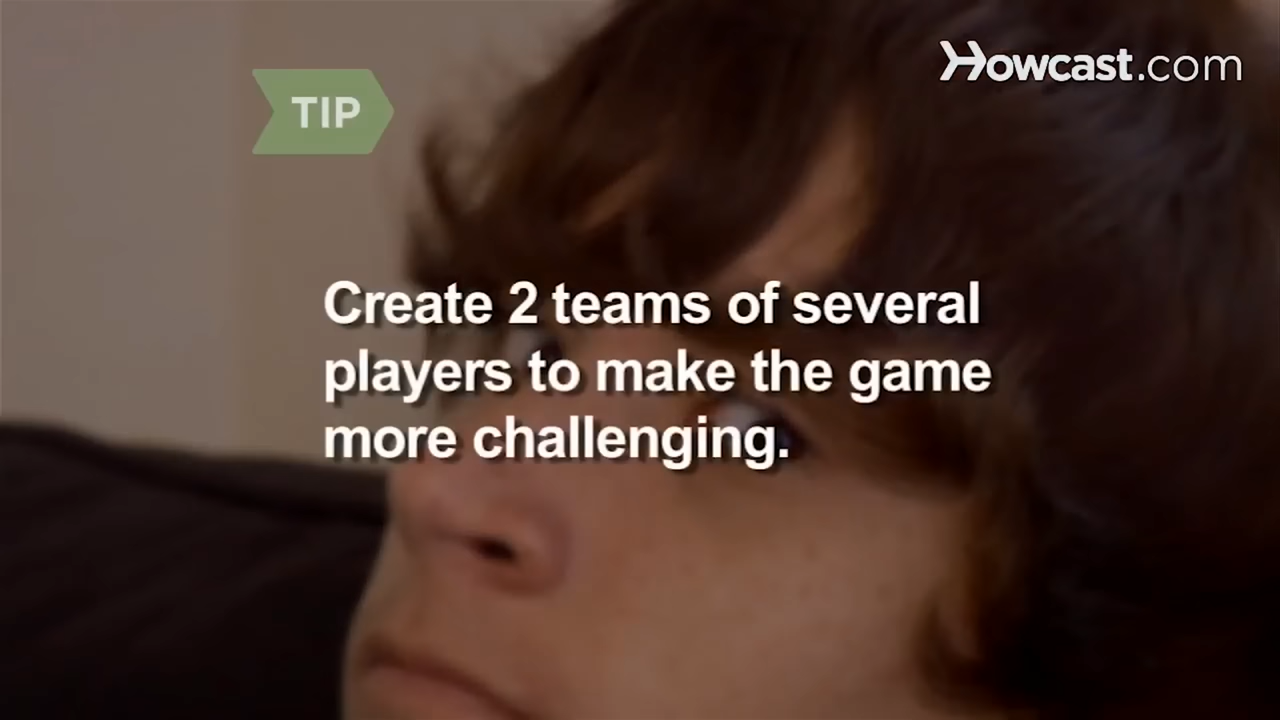 Howcast.com
TIP
Create 2 teams of several
players to make the game
more challenging.